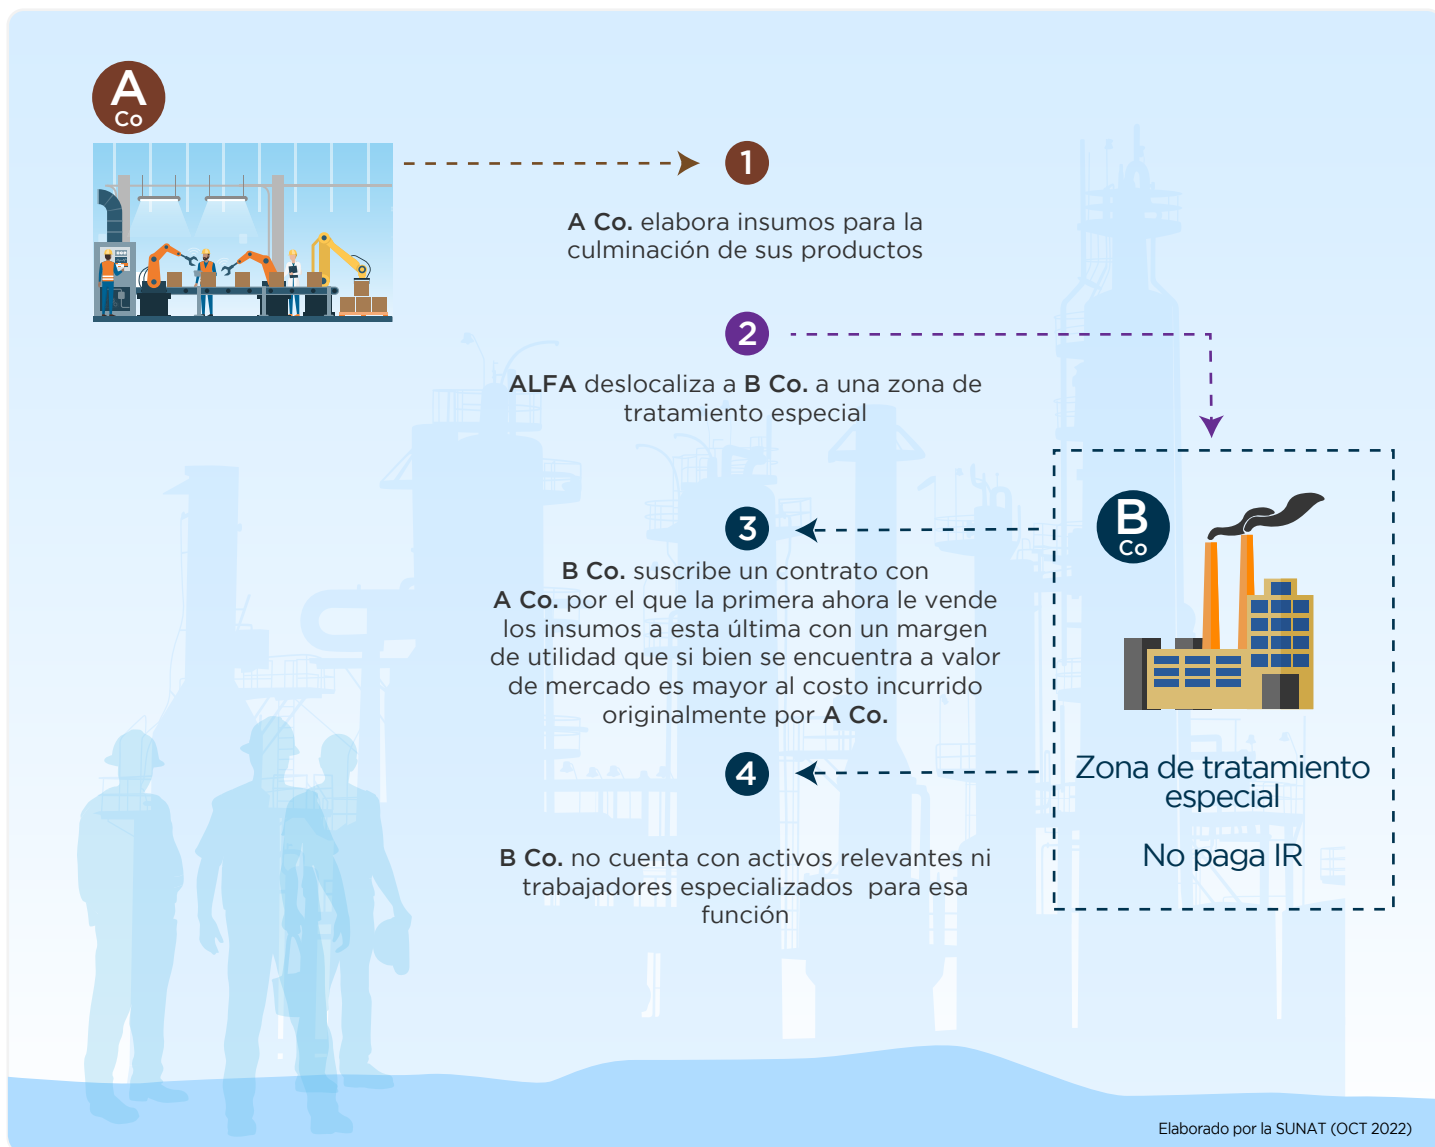 A
Co
1
A Co. elabora insumos para la
culminación de sus productos
2
ALFA deslocaliza a B Co. a una zona de
tratamiento especial
B
Co
3
B Co. suscribe un contrato con
A Co. por el que la primera ahora le vende
los insumos a esta última con un margen
de utilidad que si bien se encuentra a valor
de mercado es mayor al costo incurrido
originalmente por A Co.
4
Zona de tratamiento
especial
No paga IR
B Co. no cuenta con activos relevantes ni
trabajadores especializados para esa
función
Elaborado por la SUNAT (OCT 2022)